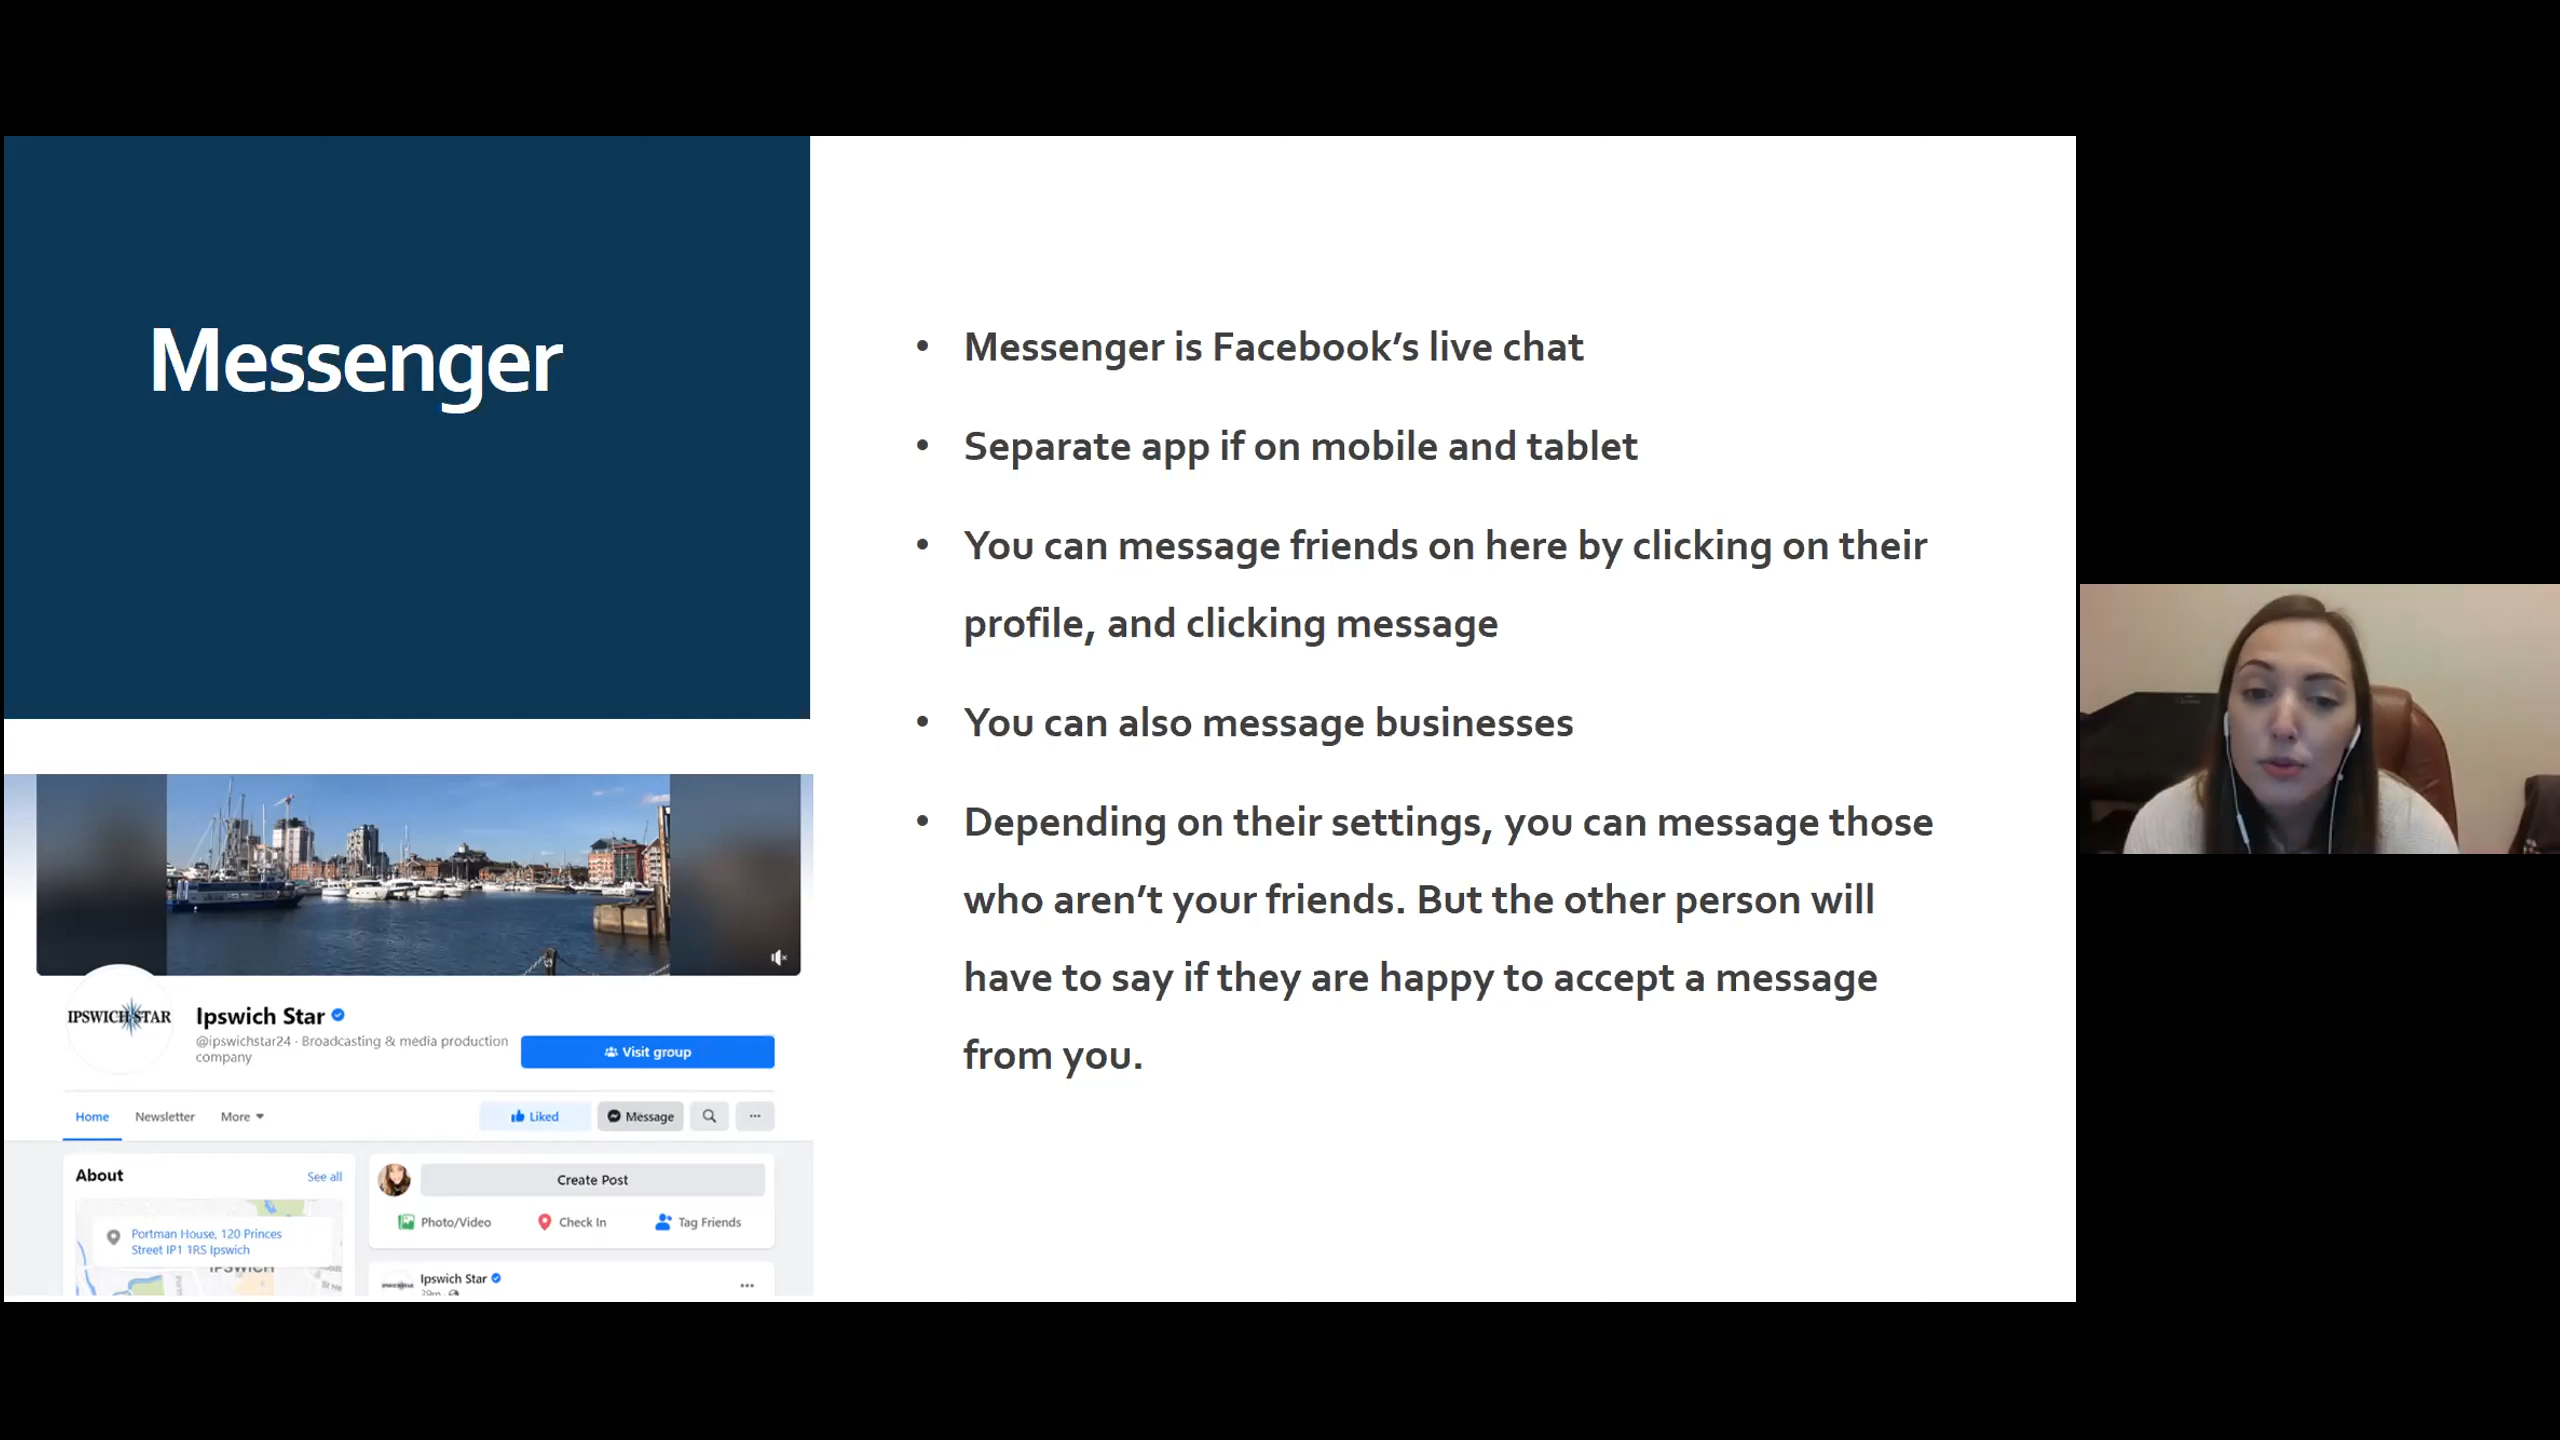 Messenger
• Messenger is Facebook’s live chat
• Separate app if on mobile and tablet
• You can message friends on here by clicking on their
profile, and clicking message
• You can also message businesses
• Depending on their settings, you can message those
who aren’t your friends. But the other person will
have to say if they are happy to accept a message
from you.
IPSWICH STAR
Ipswich Star
@ipswichstar24 · Broadcasting & media production
company
Visit group
Home Newsletter More
Liked Message
About See all
Create Post
Portman House, 120 Princes
Street IP1 1RS Ipswich
IPSWICH
Photo/Video Check In Tag Friends
Ipswich Star